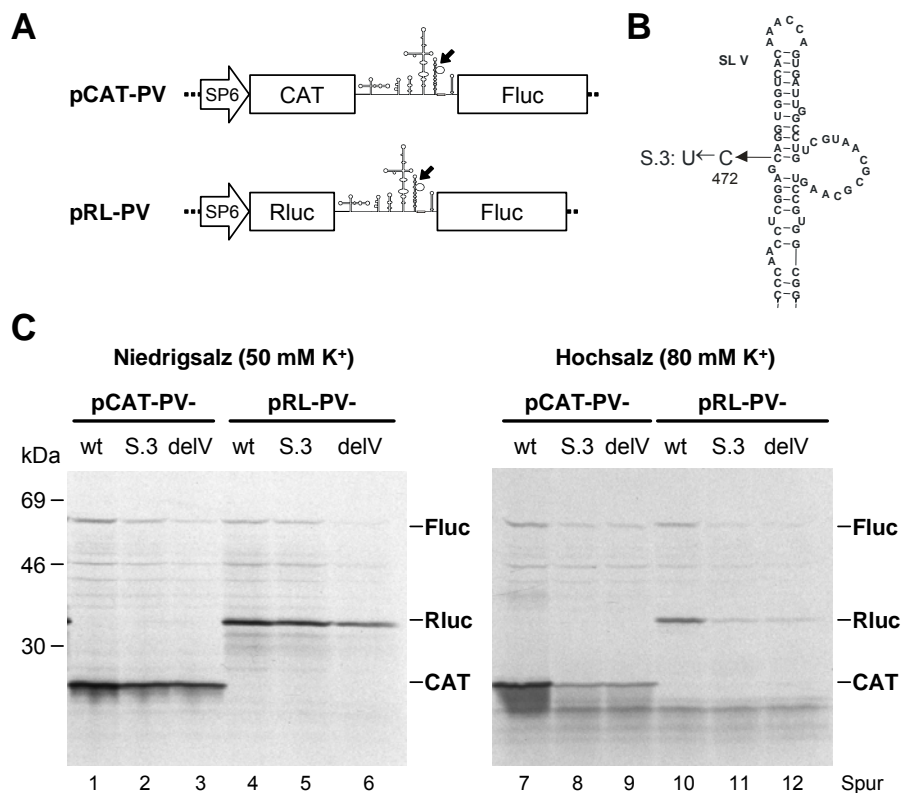 A
B
SP6 CAT Fluc
pCAT-PV
SP6 Rluc Fluc
pRL-PV
SL V
CCCAACCUCGGAGCAGGUGGUCACAAACCAGUGAUUGGCCUGUCGUAACGCGCAAGUCCGUGGCGG
S.3: U ← C
472
C
Niedrigsalz (50 mM K⁺)
pCAT-PV- pRL-PV-
wt S.3 delV wt S.3 delV
kDa
69
46
30
Fluc
Rluc
CAT
1 2 3 4 5 6
Hochsalz (80 mM K⁺)
pCAT-PV- pRL-PV-
wt S.3 delV wt S.3 delV
Fluc
Rluc
CAT
7 8 9 10 11 12 Spur